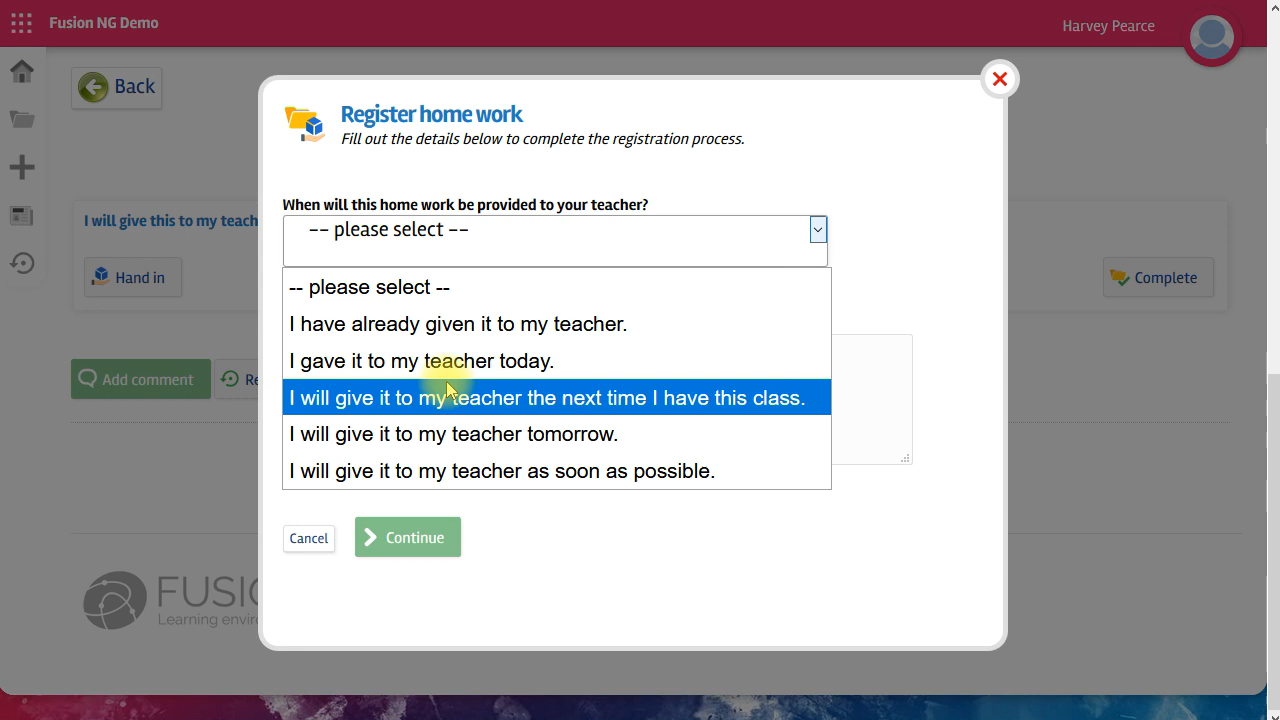 Fusion NG Demo
Harvey Pearce
Back
Register home work
Fill out the details below to complete the registration process.
When will this home work be provided to your teacher?
-- please select --
I will give this to my teach
Hand in
Complete
-- please select --
I have already given it to my teacher.
I gave it to my teacher today.
I will give it to my teacher the next time I have this class.
I will give it to my teacher tomorrow.
I will give it to my teacher as soon as possible.
Add comment
Re
Cancel
Continue
FUSIO
Learning enviro